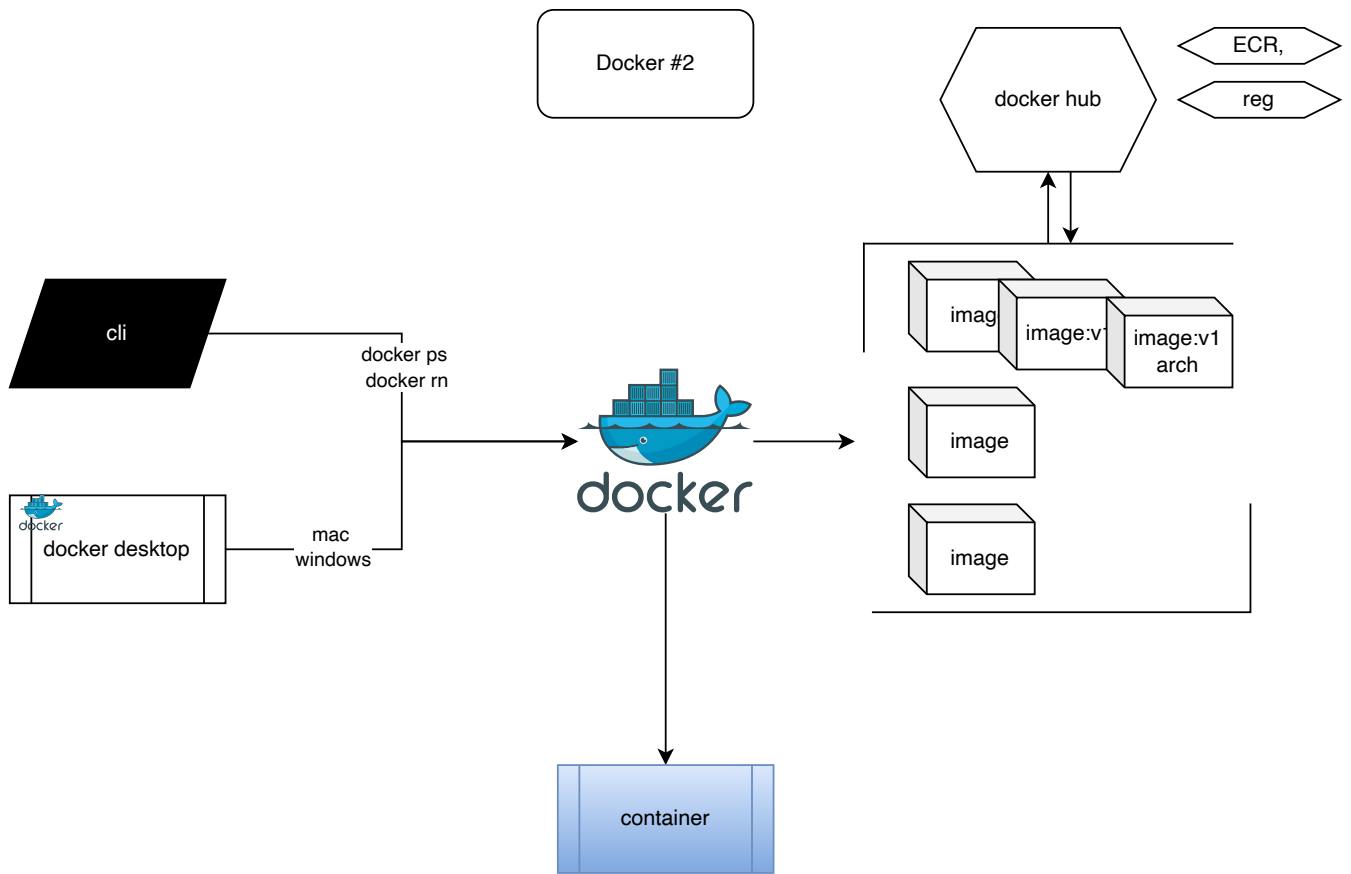 Docker #2
docker hub
ECR,
reg
cli
docker ps
docker rn
imag
image:v1
image:v1
arch
docker
image
docker
docker desktop
mac
windows
image
container